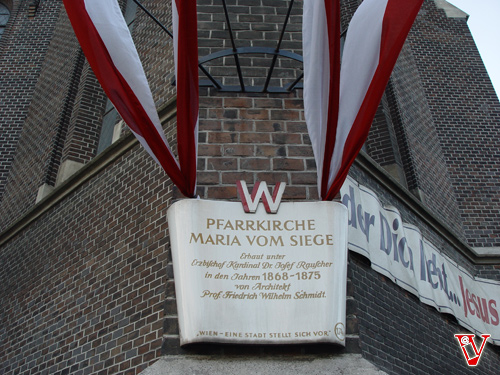 W
PFARRKIRCHE
MARIA VOM SIEGE
Erbaut unter
Erzbischof Kardinal Dr. Josef Rauscher
in den Jahren 1868-1875
von Architekt
Prof. Friedrich Wilhelm Schmidt.
"WIEN-EINE STADT STELLT SICH VOR"
der Dich liebt... Jesus
V